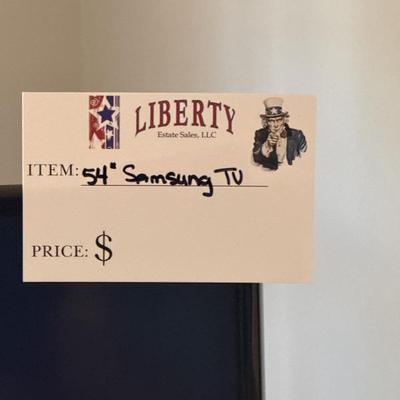 LIBERTY
Estate Sales, LLC
ITEM: 54" Samsung TV
PRICE: $